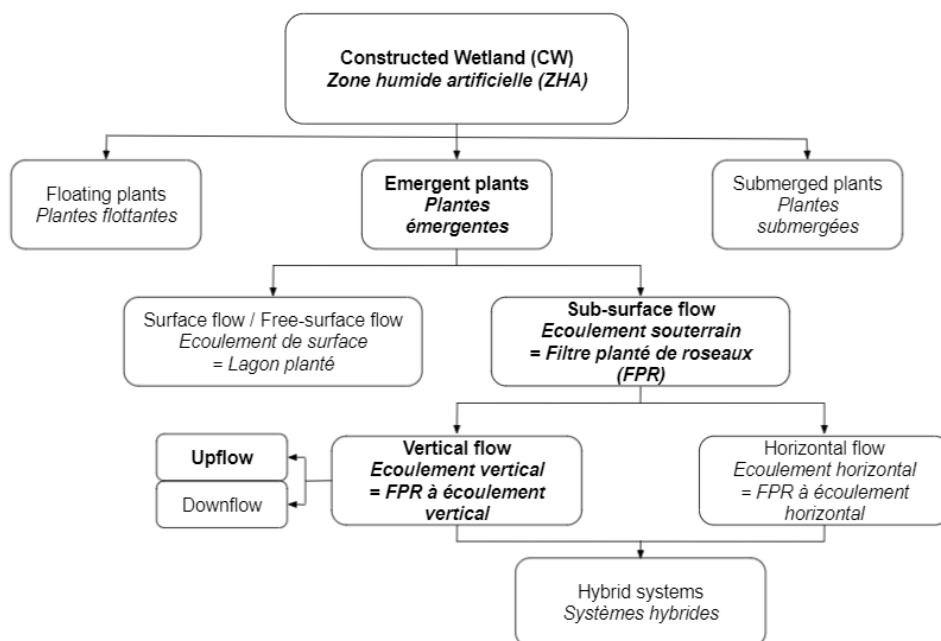 Constructed Wetland (CW)
Zone humide artificielle (ZHA)
Floating plants
Plantes flottantes
Emergent plants
Plantes
émergentes
Submerged plants
Plantes
submergées
Surface flow / Free-surface flow
Ecoulement de surface
= Lagon planté
Sub-surface flow
Ecoulement souterrain
= Filtre planté de roseaux
(FPR)
Upflow
Downflow
Vertical flow
Ecoulement vertical
= FPR à écoulement
vertical
Horizontal flow
Ecoulement horizontal
= FPR à écoulement
horizontal
Hybrid systems
Systèmes hybrides